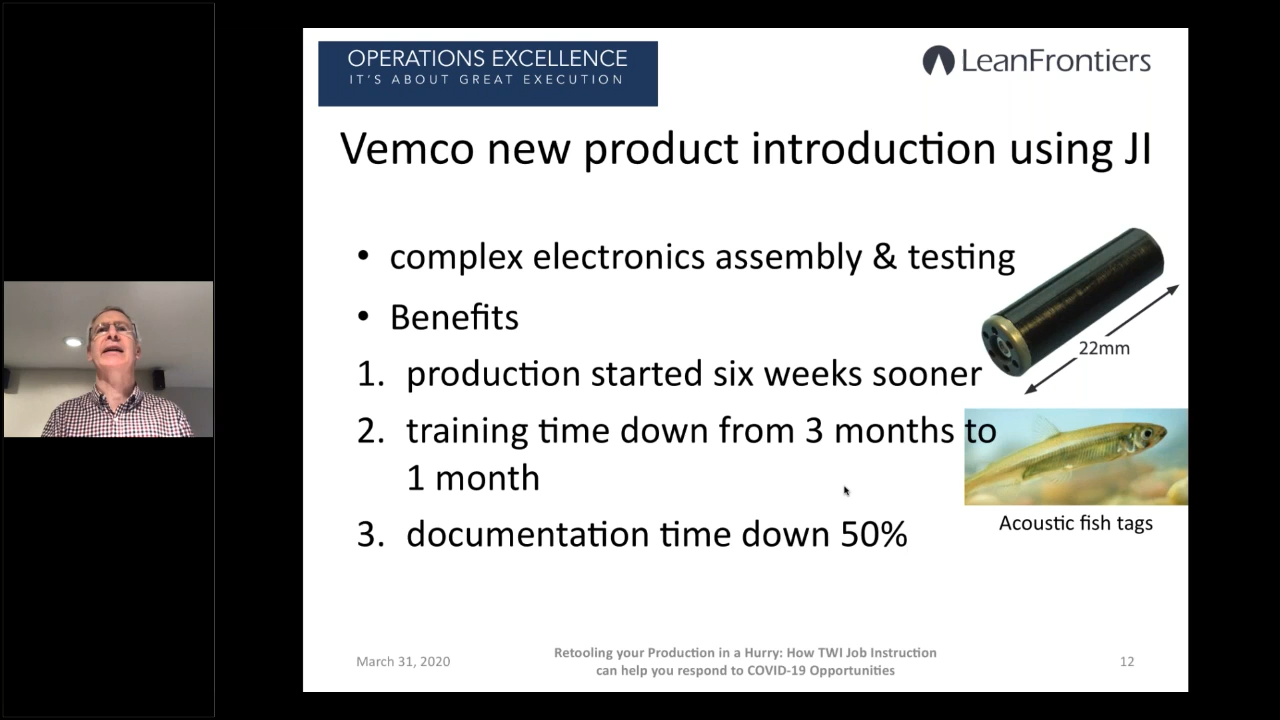 OPERATIONS EXCELLENCE
IT'S ABOUT GREAT EXECUTION
LeanFrontiers
Vemco new product introduction using JI
• complex electronics assembly & testing
• Benefits
1. production started six weeks sooner
2. training time down from 3 months to
1 month
3. documentation time down 50%
22mm
Acoustic fish tags
March 31, 2020
Retooling your Production in a Hurry: How TWI Job Instruction
can help you respond to COVID-19 Opportunities
12